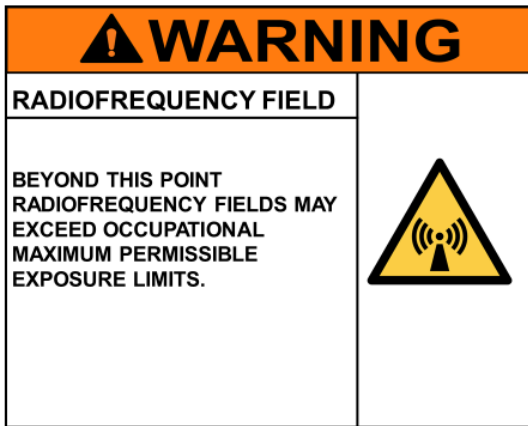 WARNING
RADIOFREQUENCY FIELD
BEYOND THIS POINT
RADIOFREQUENCY FIELDS MAY
EXCEED OCCUPATIONAL
MAXIMUM PERMISSIBLE
EXPOSURE LIMITS.